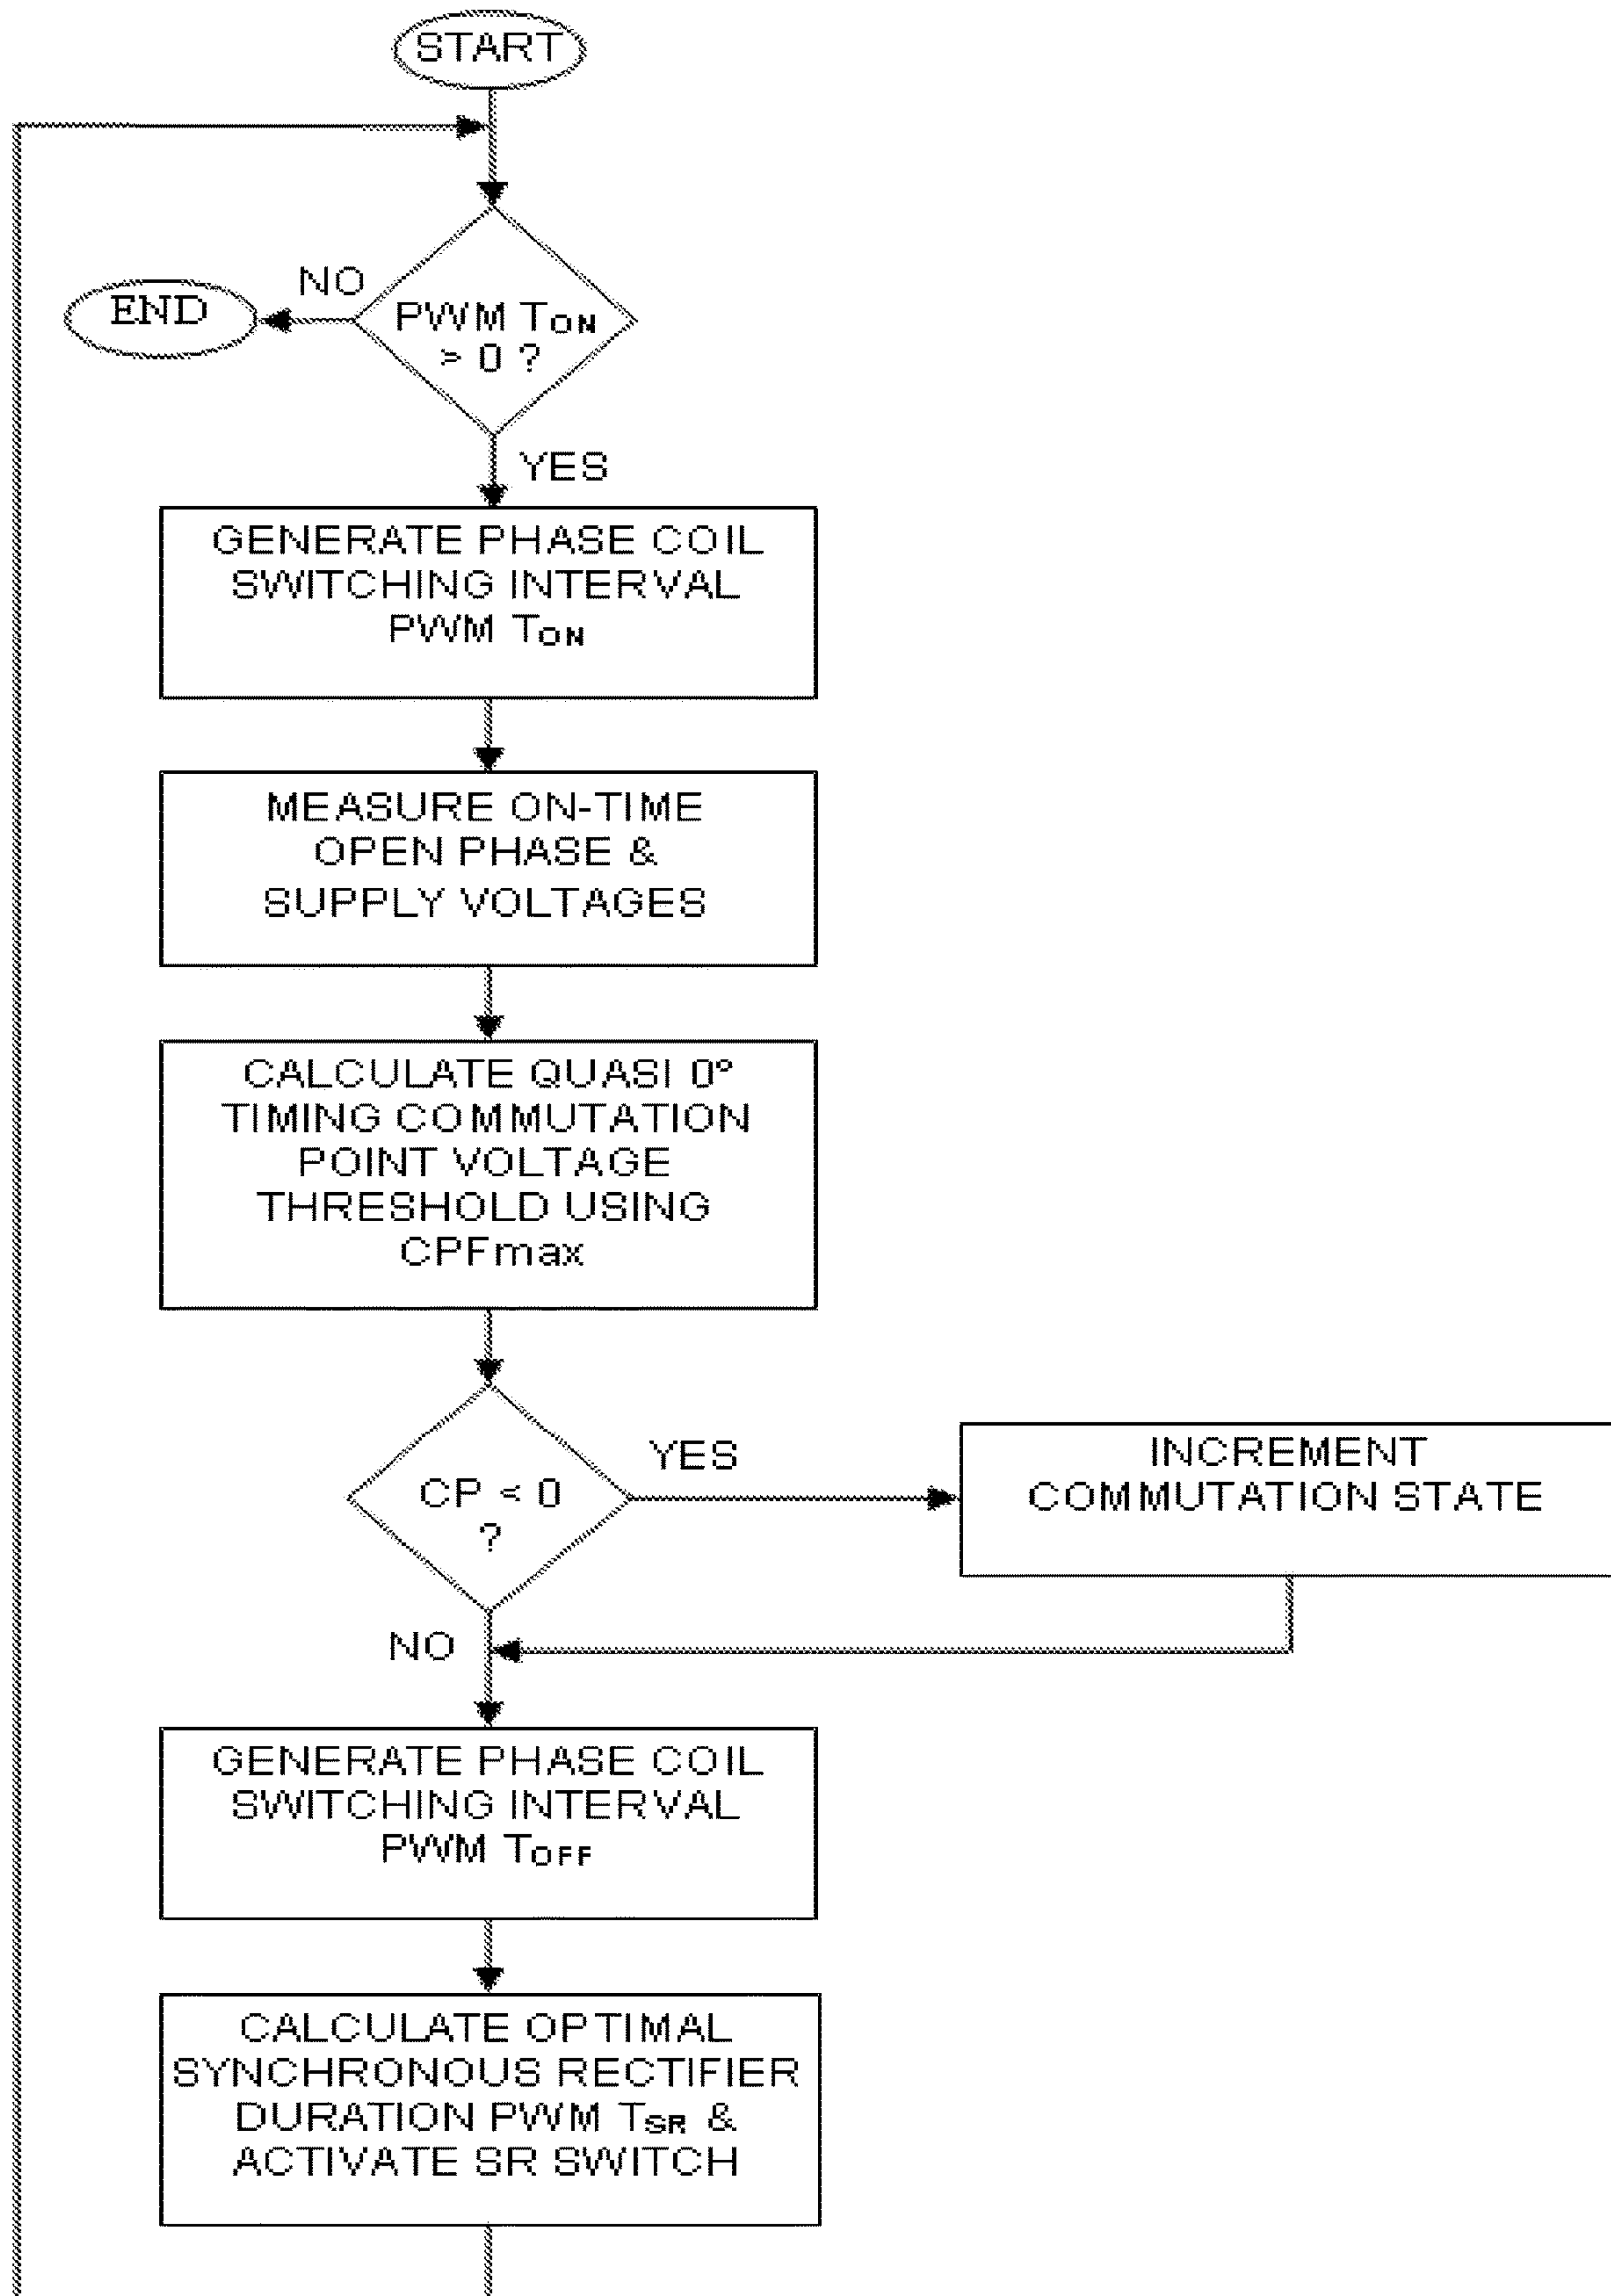 START
NO
END
PWM TON
> 0 ?
YES
GENERATE PHASE COIL
SWITCHING INTERVAL
PWM TON
MEASURE ON-TIME
OPEN PHASE &
SUPPLY VOLTAGES
CALCULATE QUASI 0°
TIMING COMMUTATION
POINT VOLTAGE
THRESHOLD USING
CPFmax
YES
CP < 0
?
INCREMENT
COMMUTATION STATE
NO
GENERATE PHASE COIL
SWITCHING INTERVAL
PWM TOFF
CALCULATE OPTIMAL
SYNCHRONOUS RECTIFIER
DURATION PWM TSR &
ACTIVATE SR SWITCH